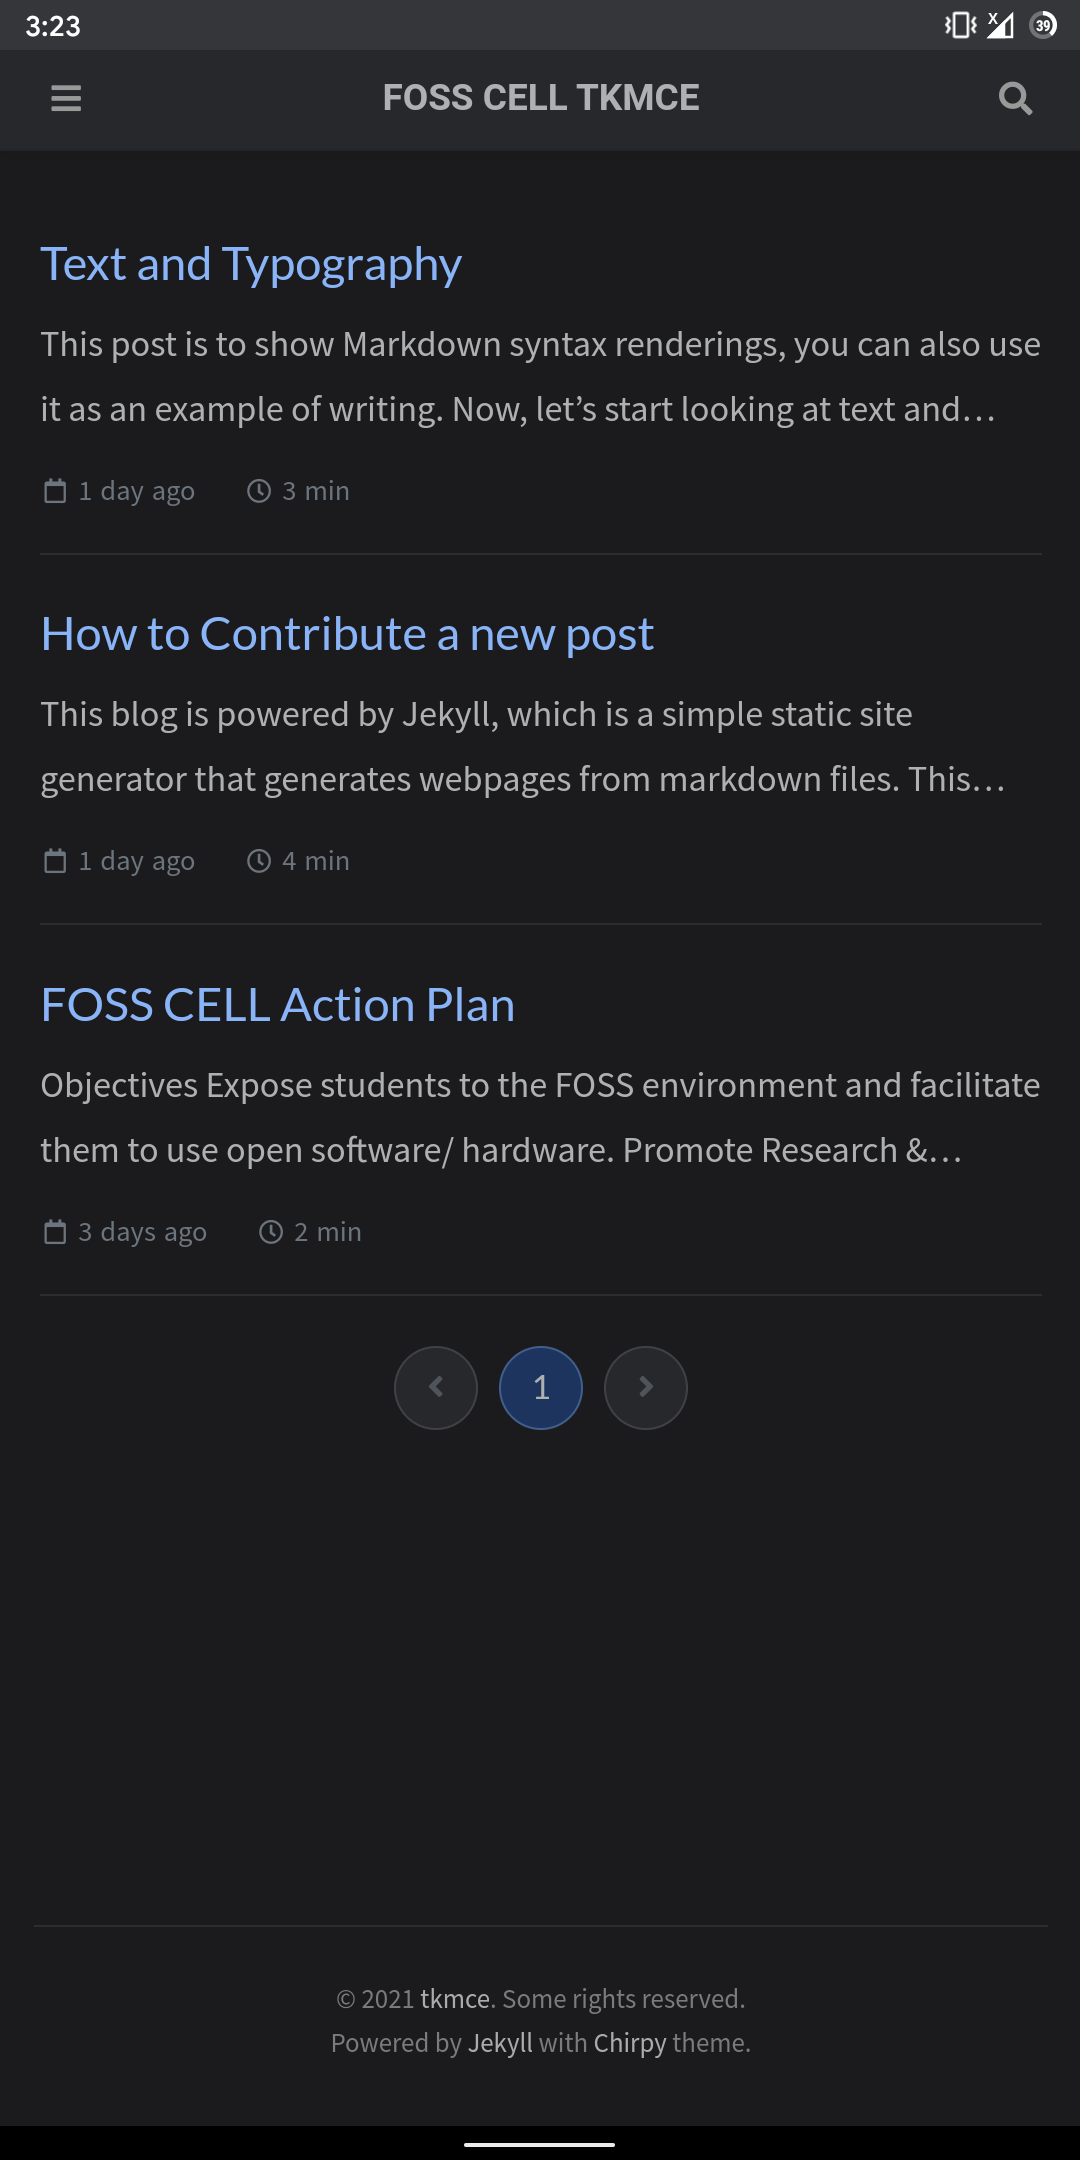 3:23
x
39
FOSS CELL TKMCE
Text and Typography
This post is to show Markdown syntax renderings, you can also use
it as an example of writing. Now, let’s start looking at text and…
1 day ago 3 min
How to Contribute a new post
This blog is powered by Jekyll, which is a simple static site
generator that generates webpages from markdown files. This…
1 day ago 4 min
FOSS CELL Action Plan
Objectives Expose students to the FOSS environment and facilitate
them to use open software/ hardware. Promote Research &…
3 days ago 2 min
1
© 2021 tkmce. Some rights reserved.
Powered by Jekyll with Chirpy theme.